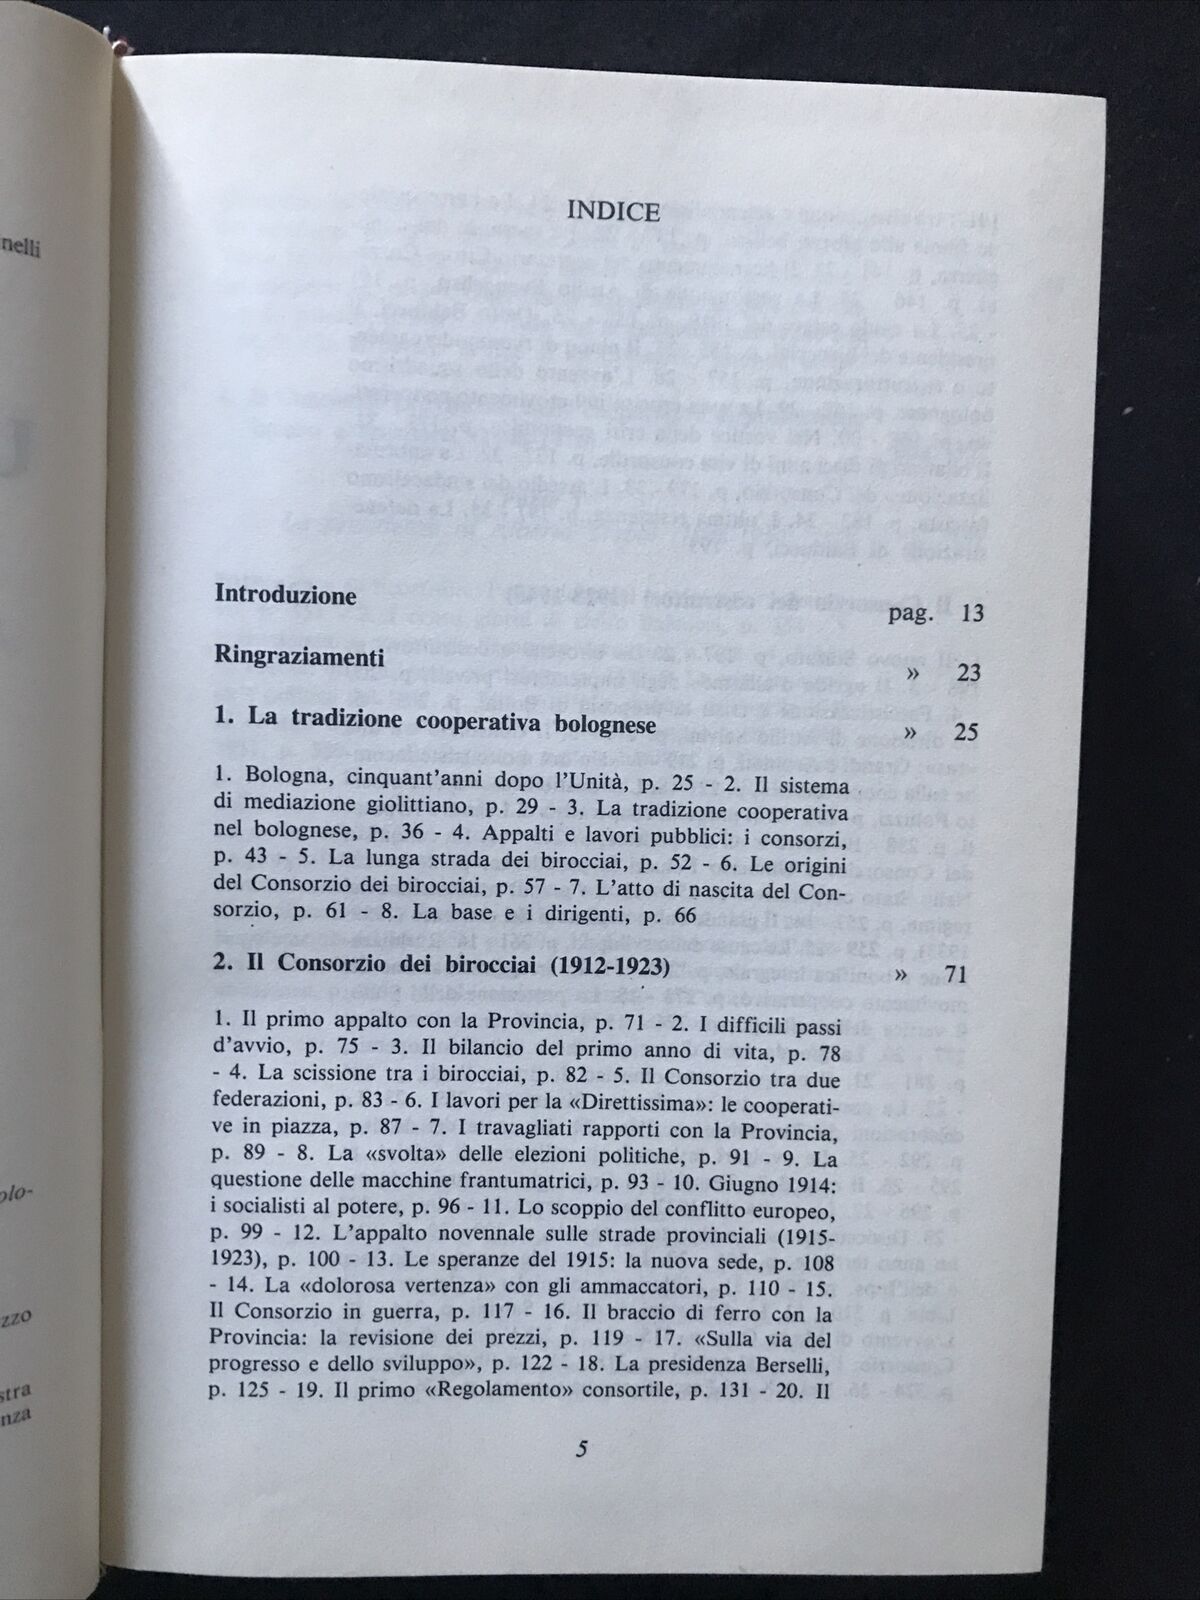 nelli
olo-
zzo
stra
nza
INDICE
Introduzione pag. 13
Ringraziamenti » 23
1. La tradizione cooperativa bolognese » 25
1. Bologna, cinquant'anni dopo l'Unità, p. 25 - 2. Il sistema
di mediazione giolittiano, p. 29 - 3. La tradizione cooperativa
nel bolognese, p. 36 - 4. Appalti e lavori pubblici: i consorzi,
p. 43 - 5. La lunga strada dei birocciai, p. 52 - 6. Le origini
del Consorzio dei birocciai, p. 57 - 7. L'atto di nascita del Con-
sorzio, p. 61 - 8. La base e i dirigenti, p. 66
2. Il Consorzio dei birocciai (1912-1923) » 71
1. Il primo appalto con la Provincia, p. 71 - 2. I difficili passi
d'avvio, p. 75 - 3. Il bilancio del primo anno di vita, p. 78
- 4. La scissione tra i birocciai, p. 82 - 5. Il Consorzio tra due
federazioni, p. 83 - 6. I lavori per la «Direttissima»: le cooperati-
ve in piazza, p. 87 - 7. I travagliati rapporti con la Provincia,
p. 89 - 8. La «svolta» delle elezioni politiche, p. 91 - 9. La
questione delle macchine frantumatrici, p. 93 - 10. Giugno 1914:
i socialisti al potere, p. 96 - 11. Lo scoppio del conflitto europeo,
p. 99 - 12. L'appalto novennale sulle strade provinciali (1915-
1923), p. 100 - 13. Le speranze del 1915: la nuova sede, p. 108
- 14. La «dolorosa vertenza» con gli ammaccatori, p. 110 - 15.
Il Consorzio in guerra, p. 117 - 16. Il braccio di ferro con la
Provincia: la revisione dei prezzi, p. 119 - 17. «Sulla via del
progresso e dello sviluppo», p. 122 - 18. La presidenza Berselli,
p. 125 - 19. Il primo «Regolamento» consortile, p. 131 - 20. Il
5